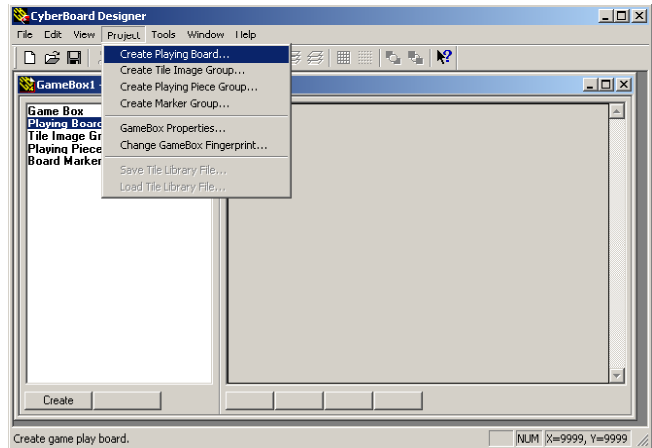 CyberBoard Designer
File Edit View Project Tools Window Help
Create Playing Board...
Create Tile Image Group...
Create Playing Piece Group...
Create Marker Group...
GameBox Properties...
Change GameBox Fingerprint...
Save Tile Library File...
Load Tile Library File...
GameBox1 -
Game Box
Playing Board
Tile Image Gr
Playing Piece
Board Marker
Create
Create game play board.
NUM X=9999, Y=9999